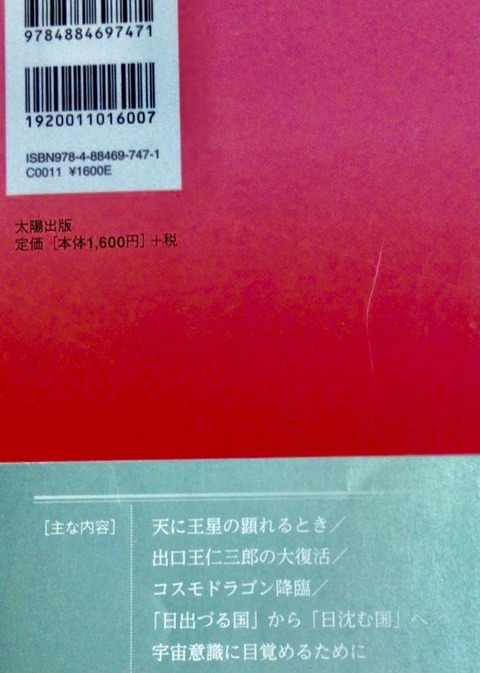 9784884697471
1920011016007
ISBN978-4-88469-747-1
C0011 ¥1600E
太陽出版
定価［本体1,600円］+税
［主な内容］
天に王星の顕れるとき／
出口王仁三郎の大復活／
コスモドラゴン降臨／
「日出づる国」から「日沈む国」へ
宇宙意識に目覚めるために